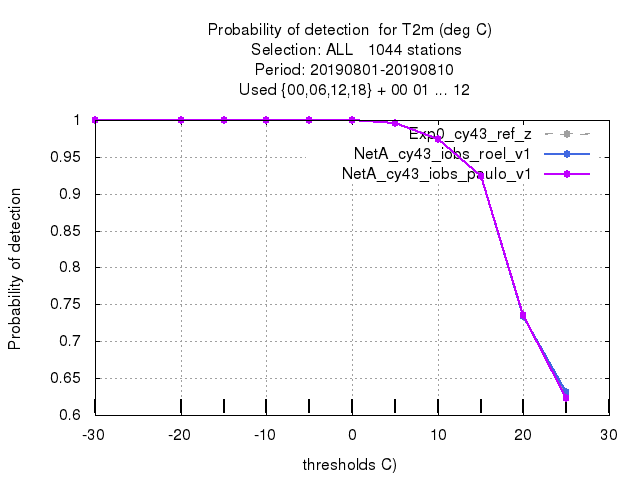 Probability of detection  for T2m (deg C)
Selection: ALL   1044 stations
Period: 20190801-20190810
Used {00,06,12,18} + 00 01 ... 12
Exp0_cy43_ref_z
NetA_cy43_iobs_roel_v1
NetA_cy43_iobs_paulo_v1
1
0.95
0.9
0.85
0.8
0.75
0.7
0.65
0.6
Probability of detection
-30 -20 -10 0 10 20 30
thresholds C)